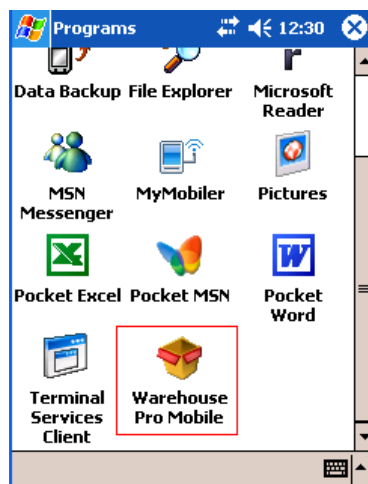 Programs 12:30
Data Backup File Explorer Microsoft
Reader
MSN MyMobiler Pictures
Messenger
Pocket Excel Pocket MSN Pocket
Word
Terminal Warehouse
Services Pro Mobile
Client